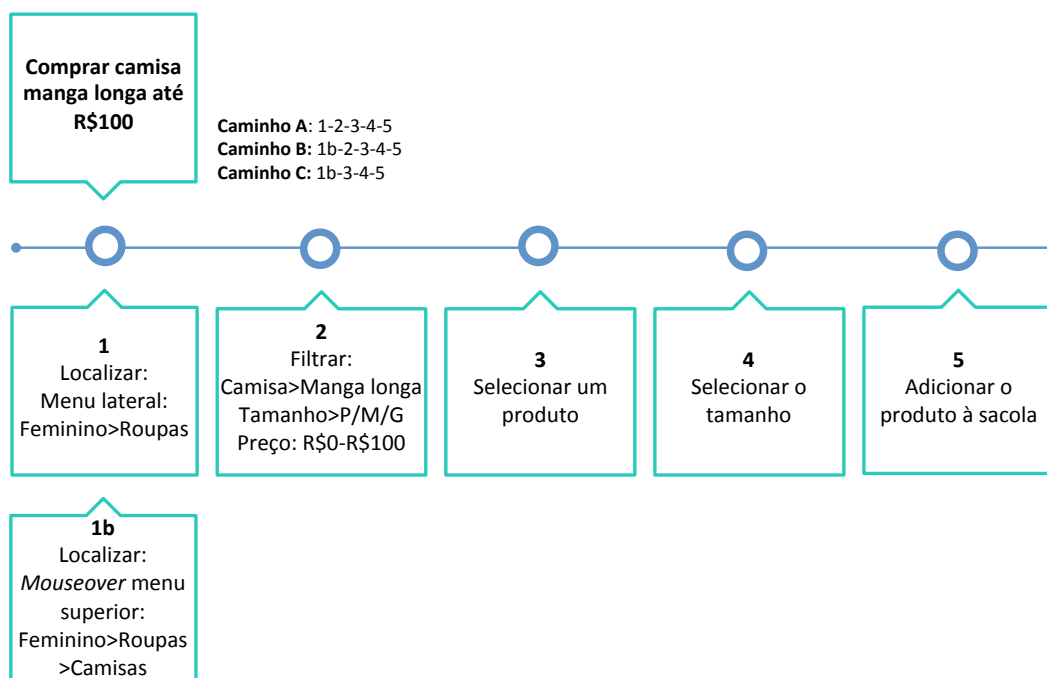 Comprar camisa
manga longa até
R$100
Caminho A: 1-2-3-4-5
Caminho B: 1b-2-3-4-5
Caminho C: 1b-3-4-5
1
Localizar:
Menu lateral:
Feminino>Roupas
2
Filtrar:
Camisa>Manga longa
Tamanho>P/M/G
Preço: R$0-R$100
3
Selecionar um
produto
4
Selecionar o
tamanho
5
Adicionar o
produto à sacola
1b
Localizar:
Mouseover menu
superior:
Feminino>Roupas
>Camisas